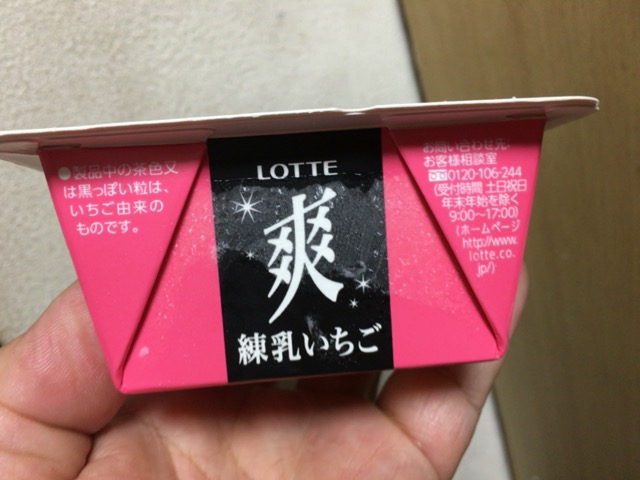 ●製品中の茶色又
は黒っぽい粒は、
いちご由来の
ものです。
LOTTE
爽
練乳いちご
お問い合わせ先
お客様相談室
0120-106-244
(受付時間 土日祝日
年末年始を除く
9:00〜17:00)
(ホームページ
http://www.
lotte.co.
jp/)